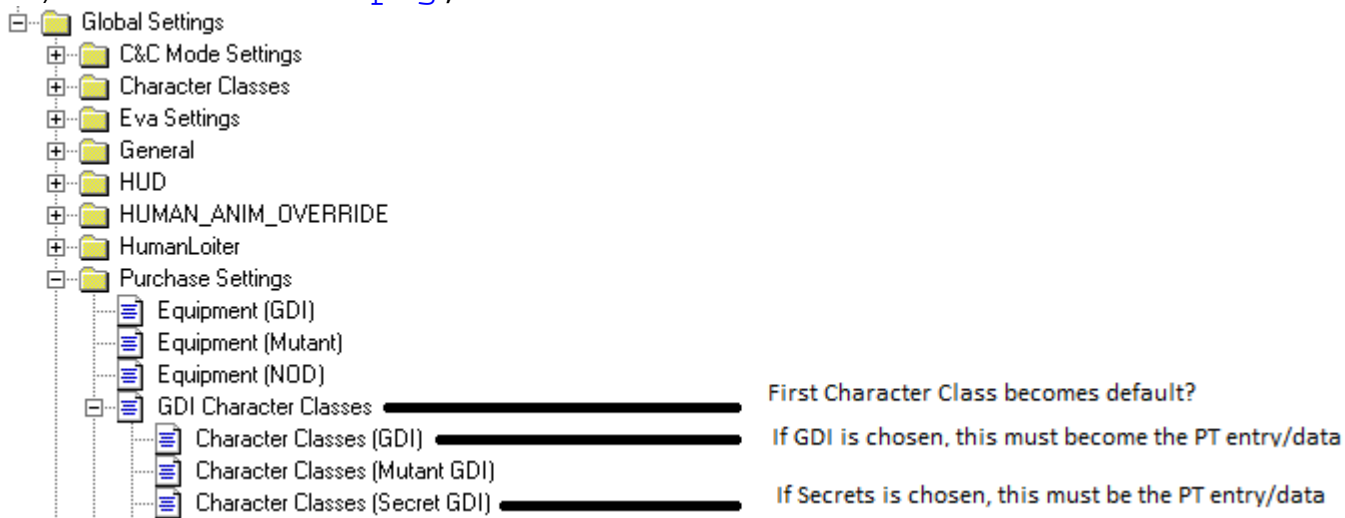 Global Settings
C&C Mode Settings
Character Classes
Eva Settings
General
HUD
HUMAN_ANIM_OVERRIDE
HumanLoiter
Purchase Settings
Equipment (GDI)
Equipment (Mutant)
Equipment (NOD)
First Character Class becomes default?
GDI Character Classes
If GDI is chosen, this must become the PT entry/data
Character Classes (GDI)
Character Classes (Mutant GDI)
If Secrets is chosen, this must be the PT entry/data
Character Classes (Secret GDI)